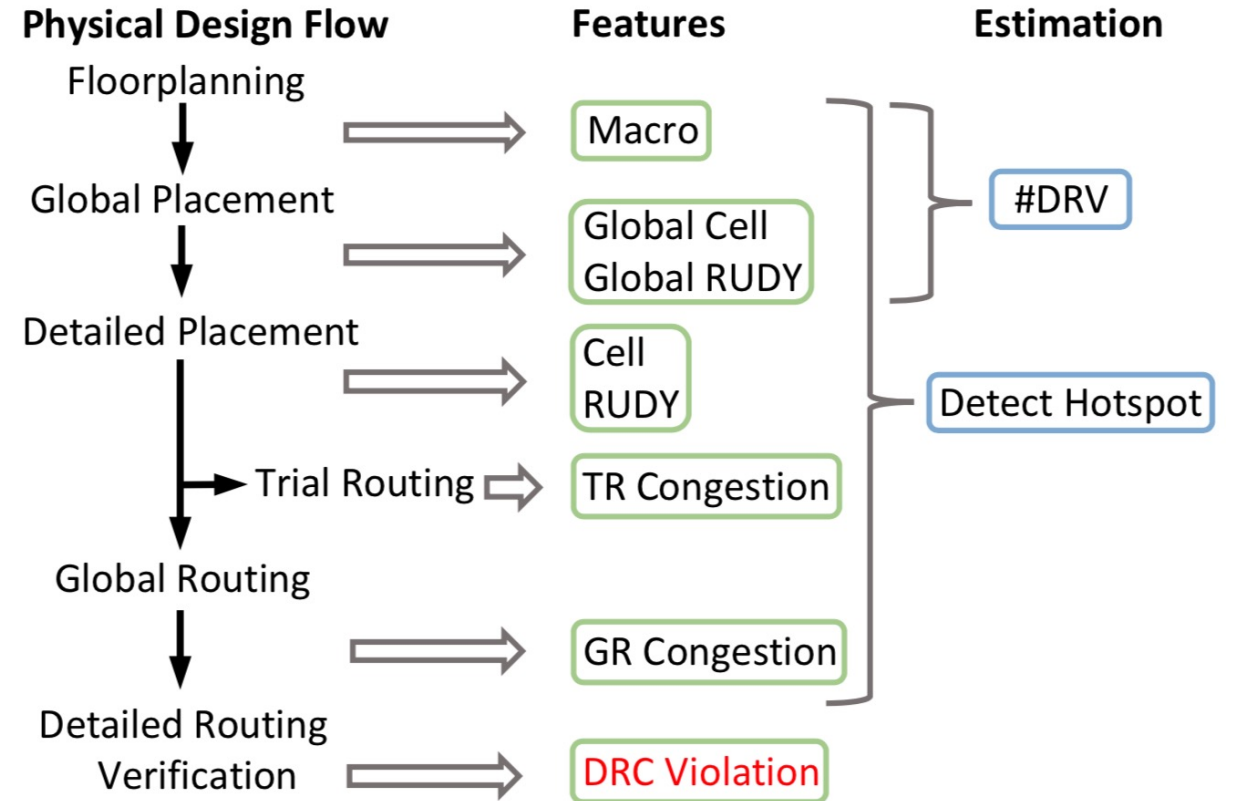 Physical Design Flow
Features
Estimation
Floorplanning
Macro
Global Placement
Global Cell
Global RUDY
#DRV
Detailed Placement
Cell
RUDY
Detect Hotspot
Trial Routing
TR Congestion
Global Routing
GR Congestion
Detailed Routing
Verification
DRC Violation